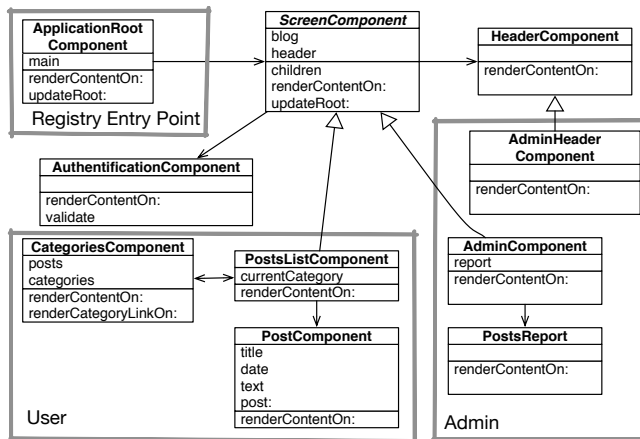 ApplicationRoot
Component
main
renderContentOn:
updateRoot:
Registry Entry Point
ScreenComponent
blog
header
children
renderContentOn:
updateRoot:
HeaderComponent
renderContentOn:
AdminHeader
Component
renderContentOn:
AuthentificationComponent
renderContentOn:
validate
CategoriesComponent
posts
categories
renderContentOn:
renderCategoryLinkOn:
PostsListComponent
currentCategory
renderContentOn:
AdminComponent
report
renderContentOn:
PostComponent
title
date
text
post:
renderContentOn:
PostsReport
renderContentOn:
User
Admin